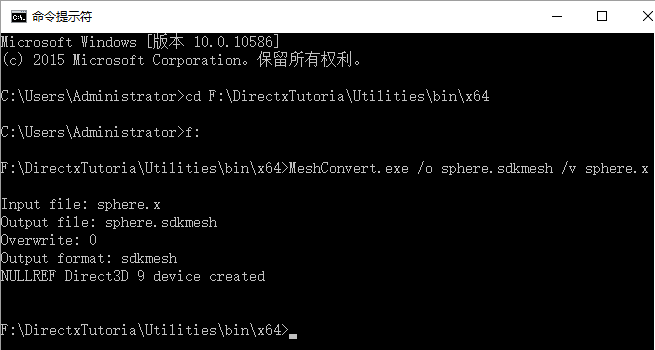 命令提示符
Microsoft Windows [版本 10.0.10586]
(c) 2015 Microsoft Corporation。保留所有权利。
C:\Users\Administrator>cd F:\DirectxTutoria\Utilities\bin\x64
C:\Users\Administrator>f:
F:\DirectxTutoria\Utilities\bin\x64>MeshConvert.exe /o sphere.sdkmesh /v sphere.x
Input file: sphere.x
Output file: sphere.sdkmesh
Overwrite: 0
Output format: sdkmesh
NULLREF Direct3D 9 device created
F:\DirectxTutoria\Utilities\bin\x64>